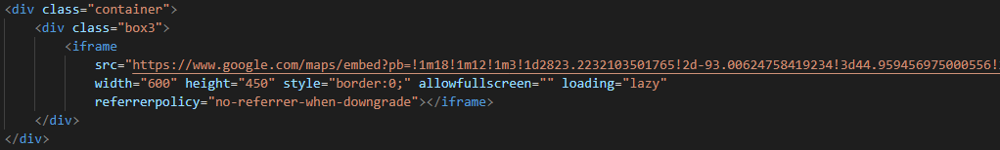 <div class="container">
<div class="box3">
<iframe
src="https://www.google.com/maps/embed?pb=!1m18!1m12!1m3!1d2823.2232103501765!2d-93.00624758419234!3d44.959456975000556!
width="600" height="450" style="border:0;" allowfullscreen="" loading="lazy"
referrerpolicy="no-referrer-when-downgrade"></iframe>
</div>
</div>